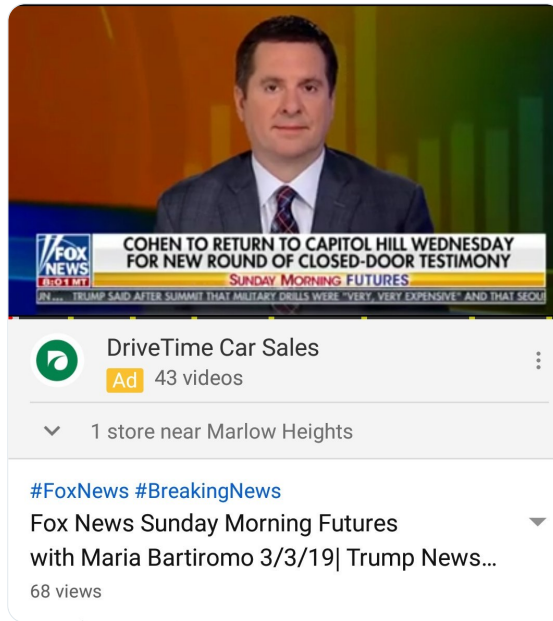 COHEN TO RETURN TO CAPITOL HILL WEDNESDAY
FOR NEW ROUND OF CLOSED-DOOR TESTIMONY
FOX
NEWS
8:01 MT
SUNDAY MORNING FUTURES
JN... TRUMP SAID AFTER SUMMIT THAT MILITARY DRILLS WERE "VERY, VERY EXPENSIVE" AND THAT SEOUL
DriveTime Car Sales
Ad 43 videos
1 store near Marlow Heights
#FoxNews #BreakingNews
Fox News Sunday Morning Futures
with Maria Bartiromo 3/3/19| Trump News...
68 views